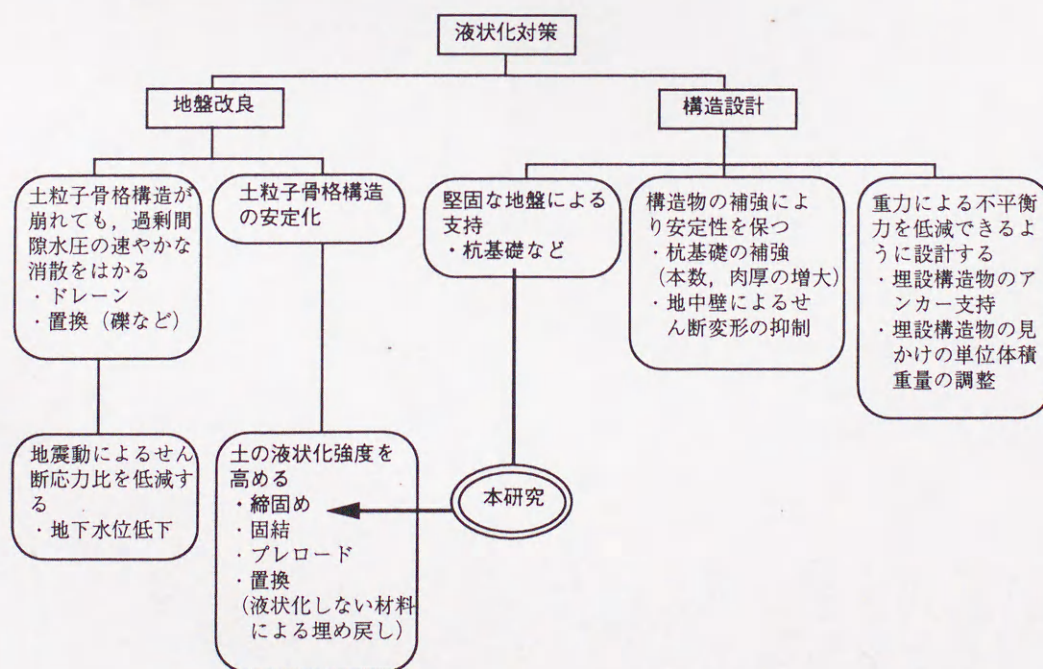 液状化対策
地盤改良
構造設計
土粒子骨格構造が
崩れても，過剰間
隙水圧の速やかな
消散をはかる
・ドレーン
・置換（礫など）
土粒子骨格構造
の安定化
堅固な地盤による
支持
・杭基礎など
構造物の補強によ
り安定性を保つ
・杭基礎の補強
（本数，肉厚の増大）
・地中壁によるせ
ん断変形の抑制
重力による不平衡
力を低減できるよ
うに設計する
・埋設構造物のア
ンカー支持
・埋設構造物の見
かけの単位体積
重量の調整
地震動によるせん
断応力比を低減す
る
・地下水位低下
土の液状化強度を
高める
・締固め
・固結
・プレロード
・置換
（液状化しない材料
による埋め戻し）
本研究